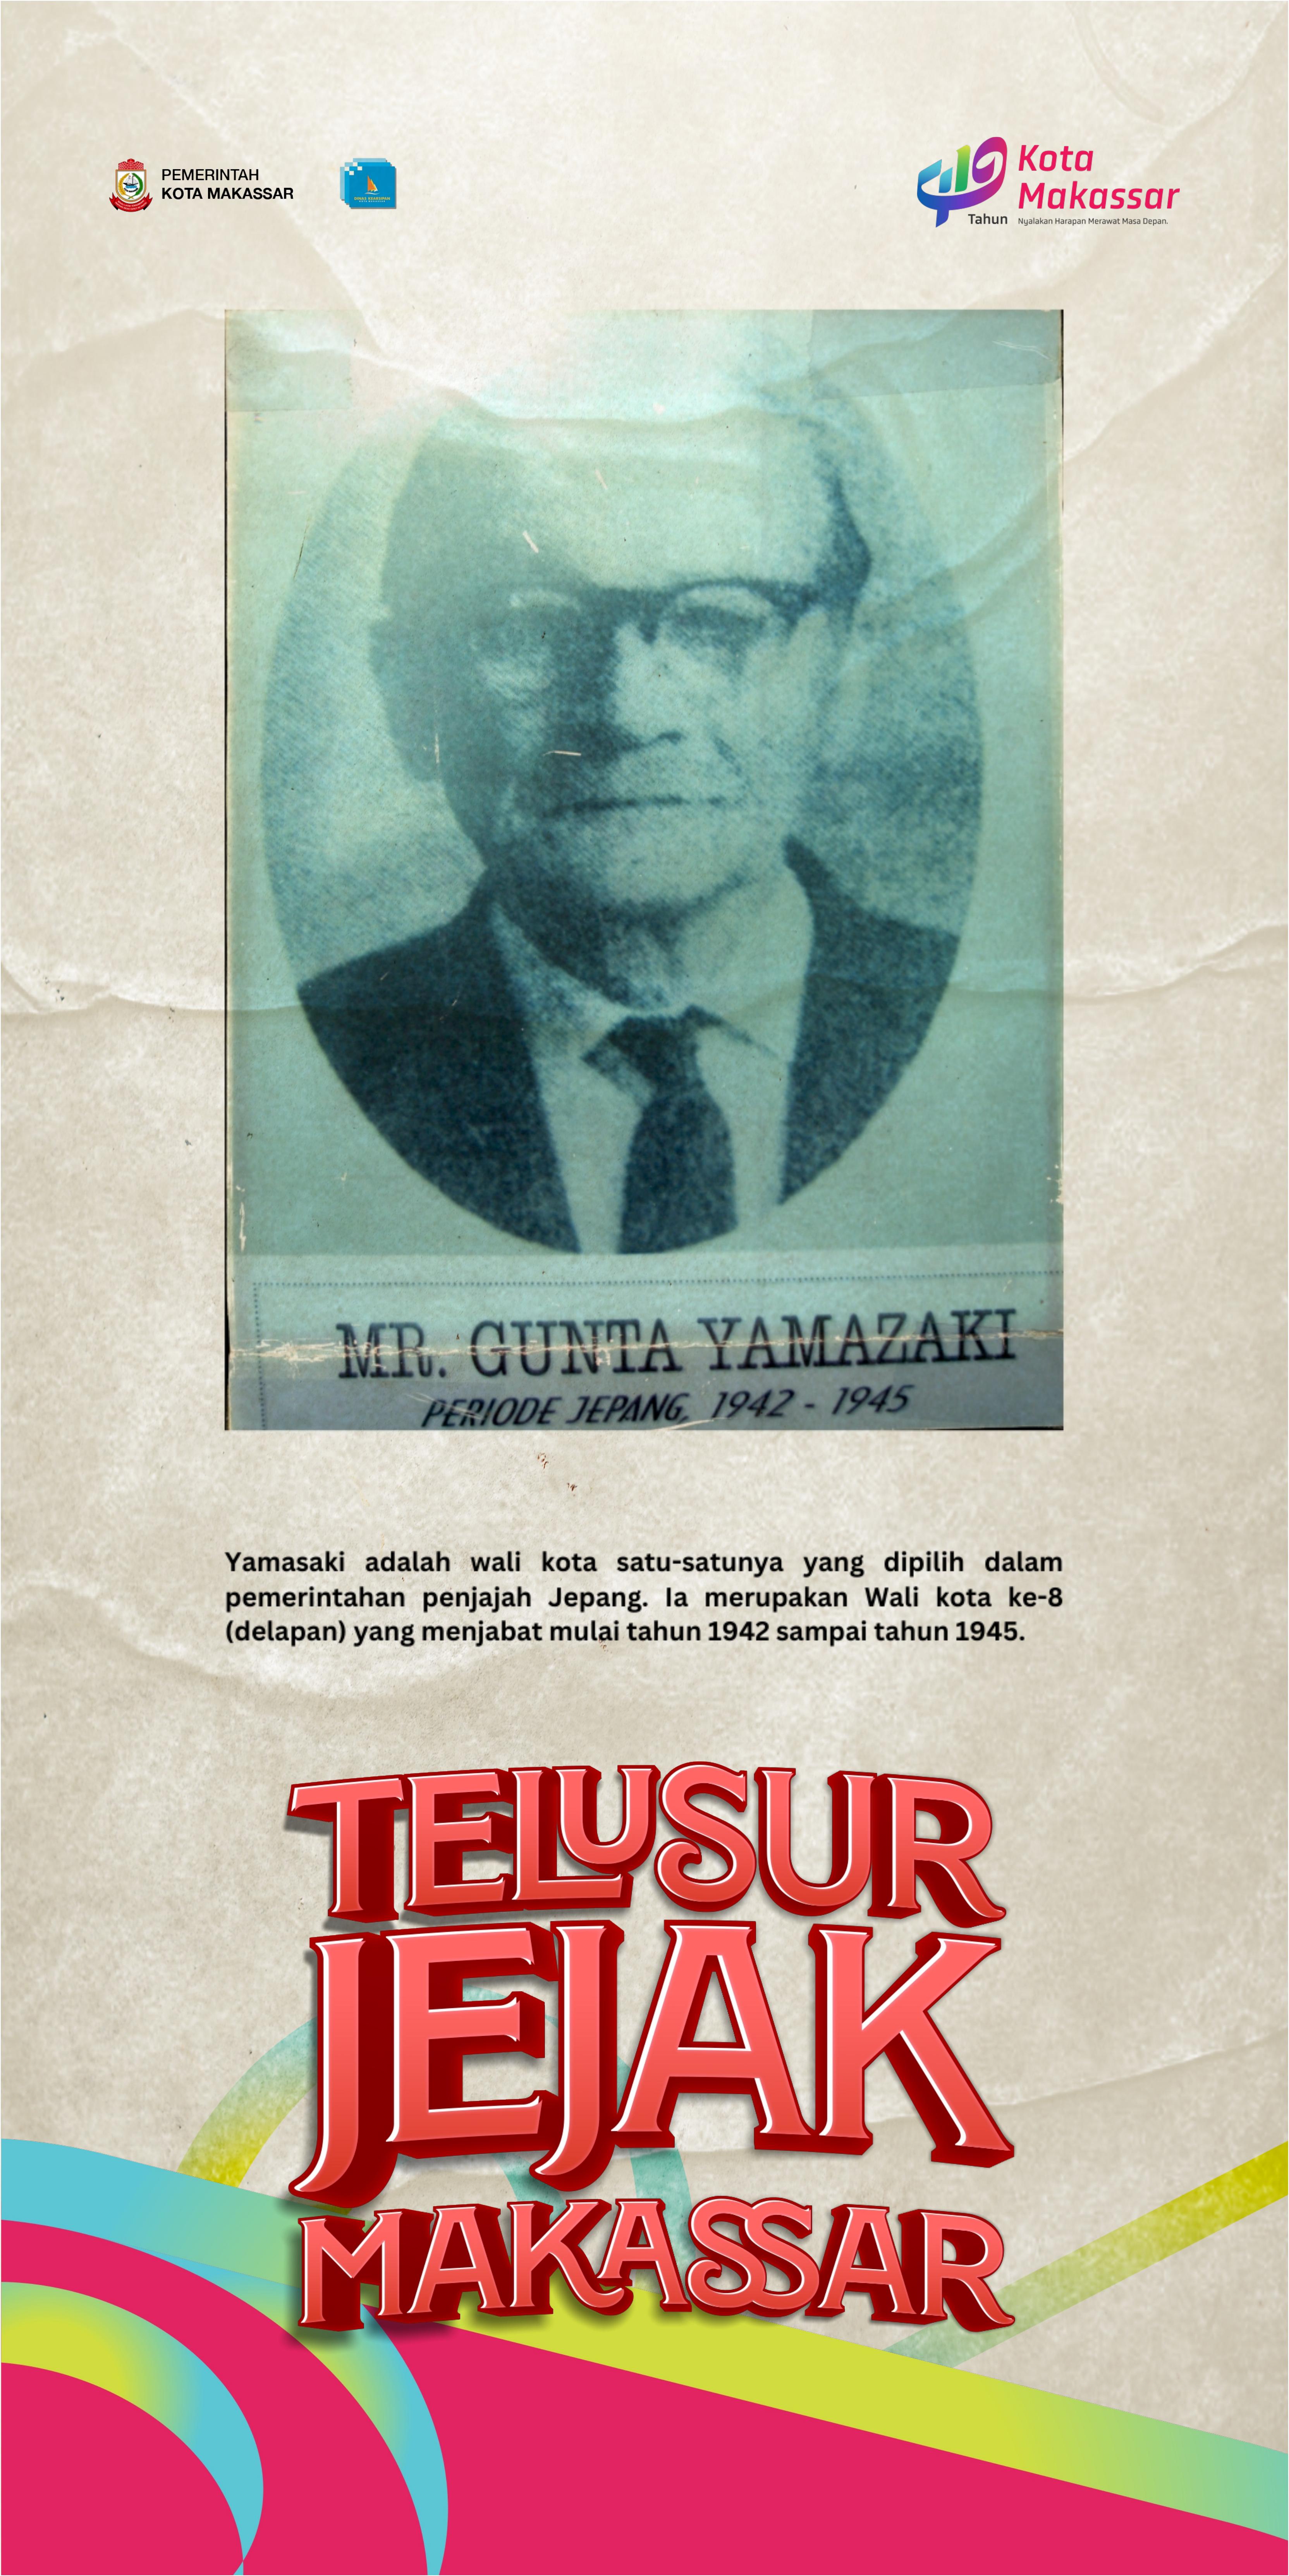 PEMERINTAH
KOTA MAKASSAR
Kota
Makassar
Tahun Nyalakan Harapan Merawat Masa Depan.
MR. GUNTA YAMAZAKI
PERIODE JEPANG, 1942 - 1945
Yamasaki adalah wali kota satu-satunya yang dipilih dalam
pemerintahan penjajah Jepang. Ia merupakan Wali kota ke-8
(delapan) yang menjabat mulai tahun 1942 sampai tahun 1945.
TELUSUR
JEJAK
MAKASSAR